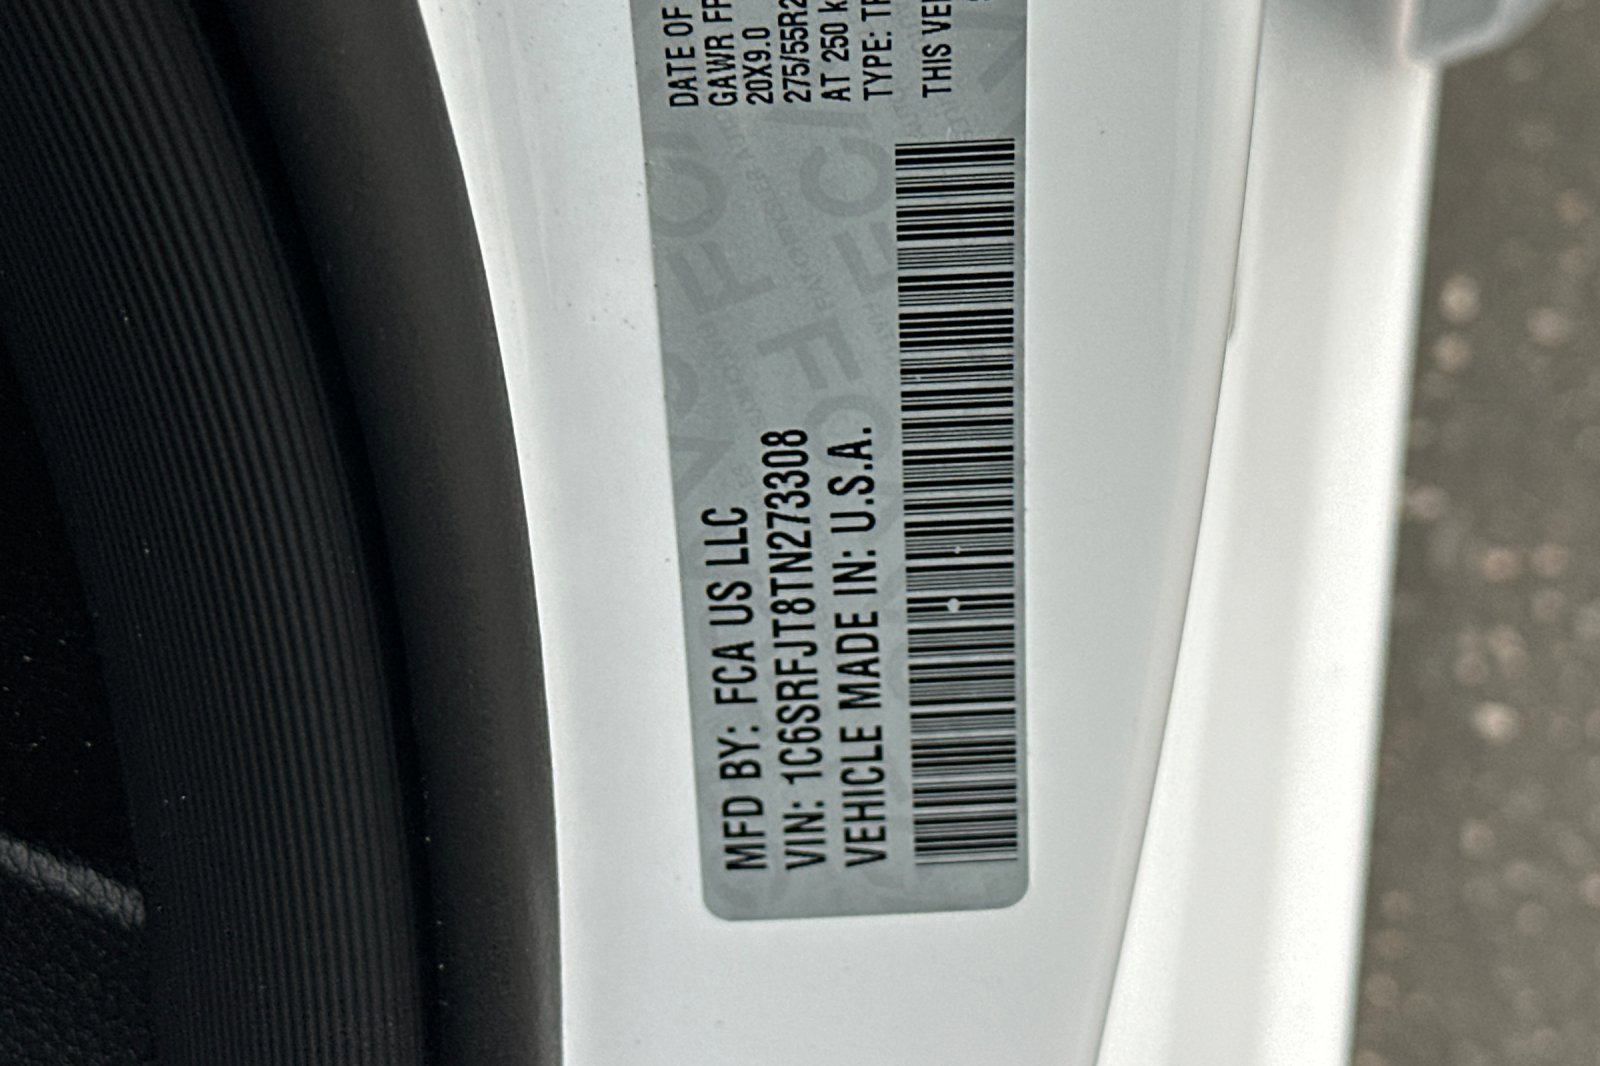 MFD BY: FCA US LLC
VIN: 1C6SRFJT8TN273308
VEHICLE MADE IN: U.S.A.
DATE OF
GAWR FR
20X9.0
275/55R2
AT 250 k
TYPE: TR
THIS VE